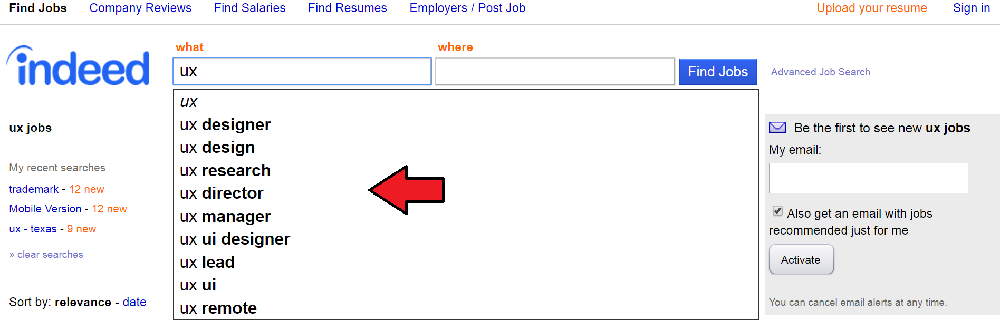 Find Jobs Company Reviews Find Salaries Find Resumes Employers / Post Job Upload your resume Sign in
indeed
what where
ux Find Jobs Advanced Job Search
ux
ux designer
ux design
ux research
ux director
ux manager
ux ui designer
ux lead
ux ui
ux remote
ux jobs
My recent searches
trademark - 12 new
Mobile Version - 12 new
ux - texas - 9 new
» clear searches
Sort by: relevance - date
Be the first to see new ux jobs
My email:
Also get an email with jobs
recommended just for me
Activate
You can cancel email alerts at any time.